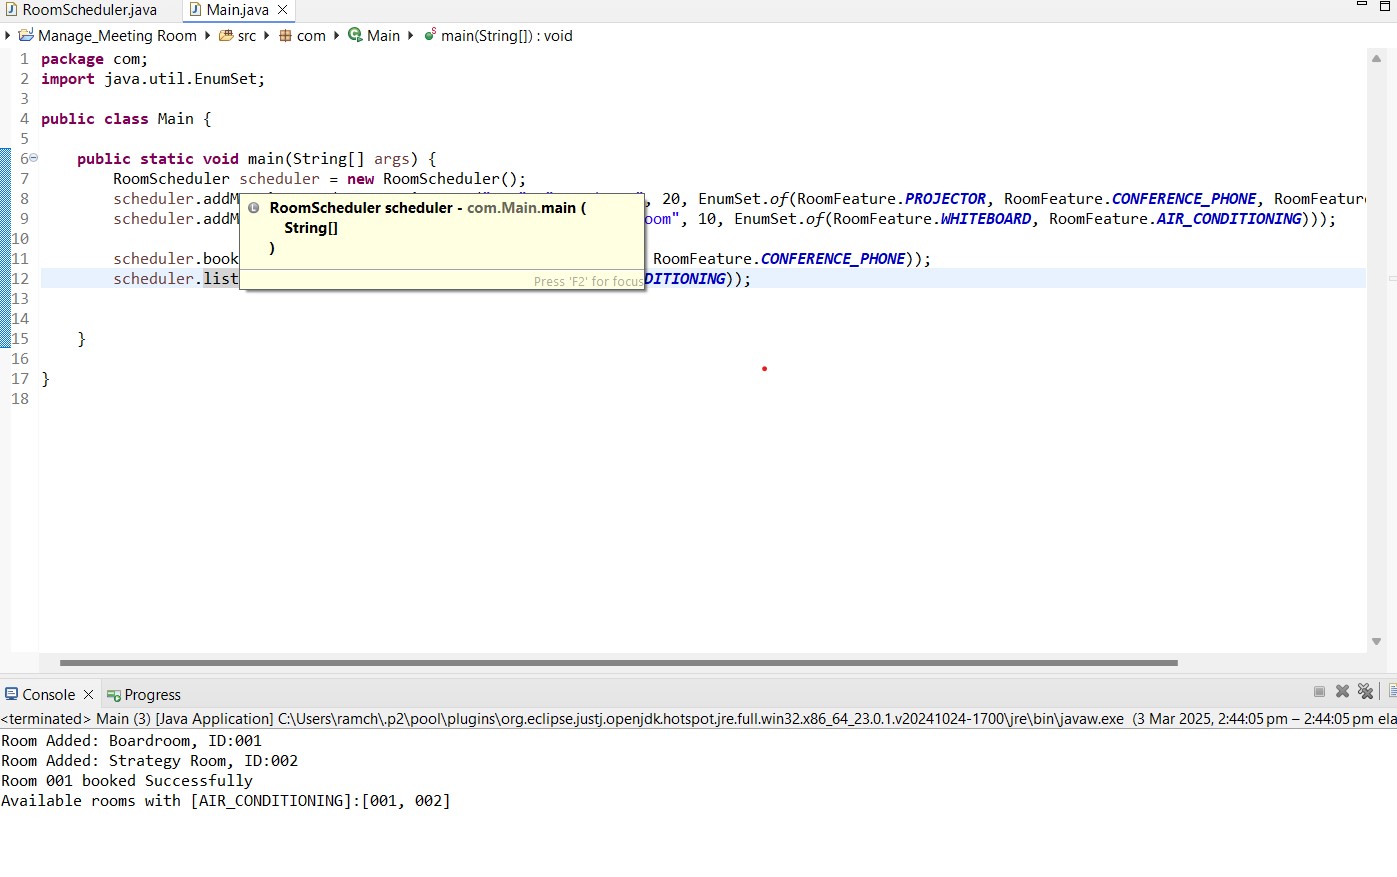 RoomScheduler.java Main.java
Manage_Meeting Room src com Main main(String[]) : void
1 package com;
2 import java.util.EnumSet;
3
4 public class Main {
5
6 public static void main(String[] args) {
7 RoomScheduler scheduler = new RoomScheduler();
8 scheduler.addM , 20, EnumSet.of(RoomFeature.PROJECTOR, RoomFeature.CONFERENCE_PHONE, RoomFeature
9 scheduler.addM oom", 10, EnumSet.of(RoomFeature.WHITEBOARD, RoomFeature.AIR_CONDITIONING)));
10
11 scheduler.book RoomFeature.CONFERENCE_PHONE));
12 scheduler.list DITIONING));
13
14
15 }
16
17 }
18
RoomScheduler scheduler - com.Main.main (
String[]
)
Press 'F2' for focus
Console Progress
<terminated> Main (3) [Java Application] C:\Users\ramch\.p2\pool\plugins\org.eclipse.justj.openjdk.hotspot.jre.full.win32.x86_64_23.0.1.v20241024-1700\jre\bin\javaw.exe (3 Mar 2025, 2:44:05 pm – 2:44:05 pm ela
Room Added: Boardroom, ID:001
Room Added: Strategy Room, ID:002
Room 001 booked Successfully
Available rooms with [AIR_CONDITIONING]:[001, 002]